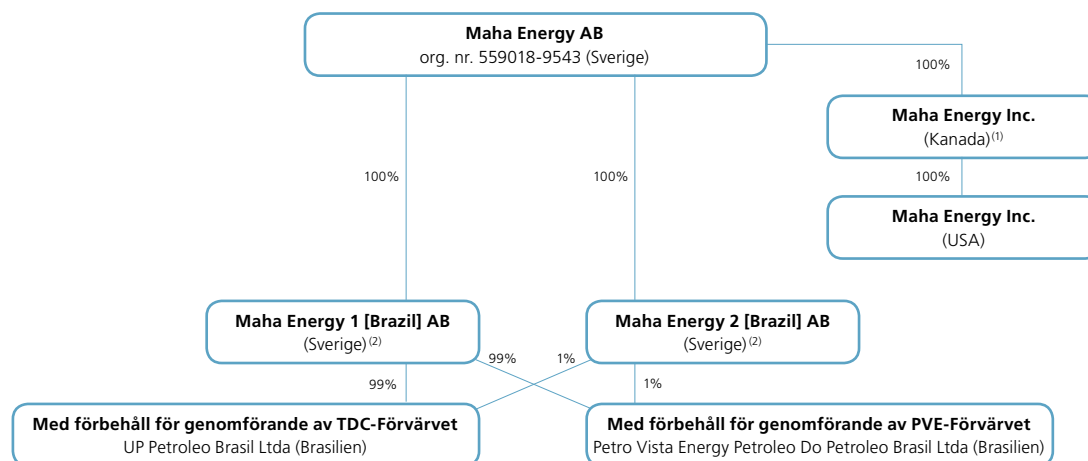 Maha Energy AB
org. nr. 559018-9543 (Sverige)
100%
Maha Energy Inc.
(Kanada)(1)
100%
100%
100%
Maha Energy Inc.
(USA)
Maha Energy 1 [Brazil] AB
(Sverige)(2)
Maha Energy 2 [Brazil] AB
(Sverige)(2)
99%
1%
99%
1%
Med förbehåll för genomförande av TDC-Förvärvet
UP Petroleo Brasil Ltda (Brasilien)
Med förbehåll för genomförande av PVE-Förvärvet
Petro Vista Energy Petroleo Do Petroleo Brasil Ltda (Brasilien)